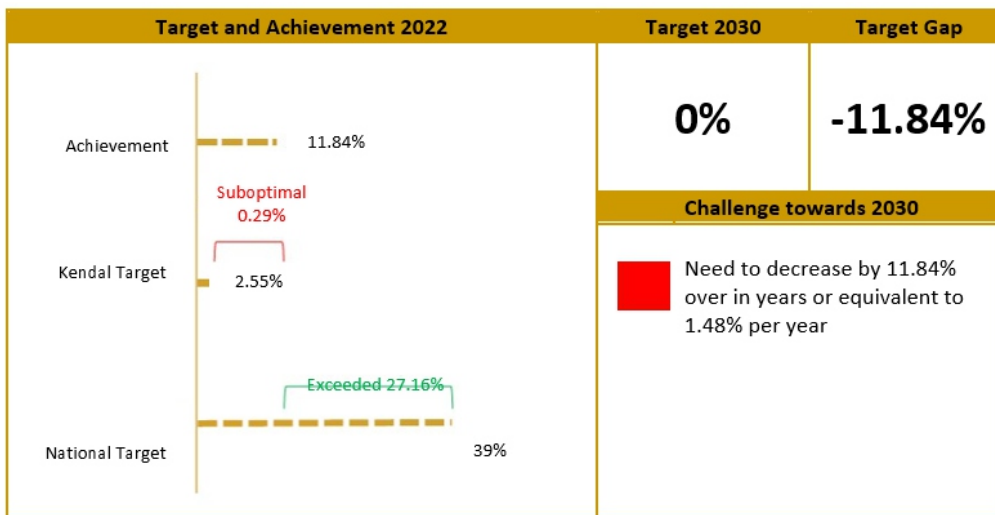 Target and Achievement 2022
Achievement
11.84%
Suboptimal
0.29%
Kendal Target
2.55%
Exceeded 27.16%
National Target
39%
Target 2030
Target Gap
0%
-11.84%
Challenge towards 2030
Need to decrease by 11.84%
over in years or equivalent to
1.48% per year